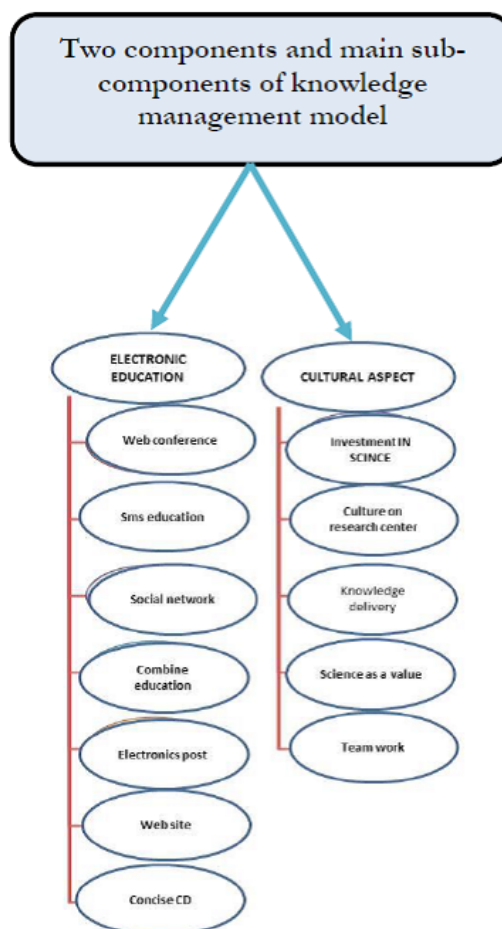 Two components and main sub-
components of knowledge
management model
ELECTRONIC
EDUCATION
Web conference
Sms education
Social network
Combine
education
Electronics post
Web site
Concise CD
CULTURAL ASPECT
Investment IN
SCINCE
Culture on
research center
Knowledge
delivery
Science as a value
Team work